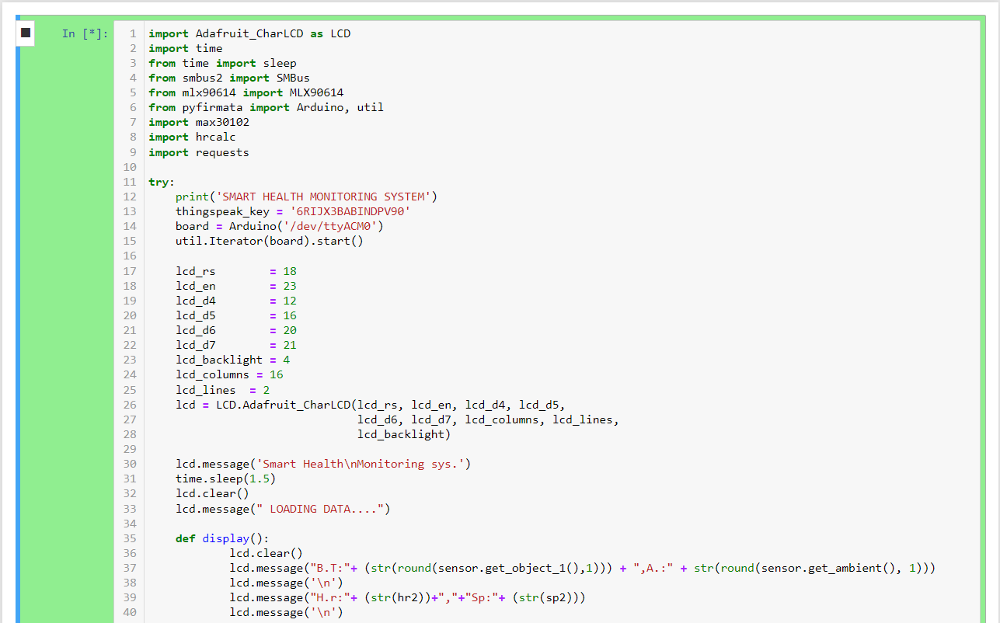 In [*]:
1 import Adafruit_CharLCD as LCD
2 import time
3 from time import sleep
4 from smbus2 import SMBus
5 from mlx90614 import MLX90614
6 from pyfirmata import Arduino, util
7 import max30102
8 import hrcalc
9 import requests
10
11 try:
12     print('SMART HEALTH MONITORING SYSTEM')
13     thingspeak_key = '6RIJX3BABINDPV90'
14     board = Arduino('/dev/ttyACM0')
15     util.Iterator(board).start()
16
17     lcd_rs        = 18
18     lcd_en        = 23
19     lcd_d4        = 12
20     lcd_d5        = 16
21     lcd_d6        = 20
22     lcd_d7        = 21
23     lcd_backlight = 4
24     lcd_columns = 16
25     lcd_lines  = 2
26     lcd = LCD.Adafruit_CharLCD(lcd_rs, lcd_en, lcd_d4, lcd_d5,
27                                lcd_d6, lcd_d7, lcd_columns, lcd_lines,
28                                lcd_backlight)
29
30     lcd.message('Smart Health\nMonitoring sys.')
31     time.sleep(1.5)
32     lcd.clear()
33     lcd.message(" LOADING DATA....")
34
35     def display():
36             lcd.clear()
37             lcd.message("B.T:"+ (str(round(sensor.get_object_1(),1))) + ",A.:" + str(round(sensor.get_ambient(), 1)))
38             lcd.message('\n')
39             lcd.message("H.r:"+ (str(hr2))+","+"Sp:"+ (str(sp2)))
40             lcd.message('\n')